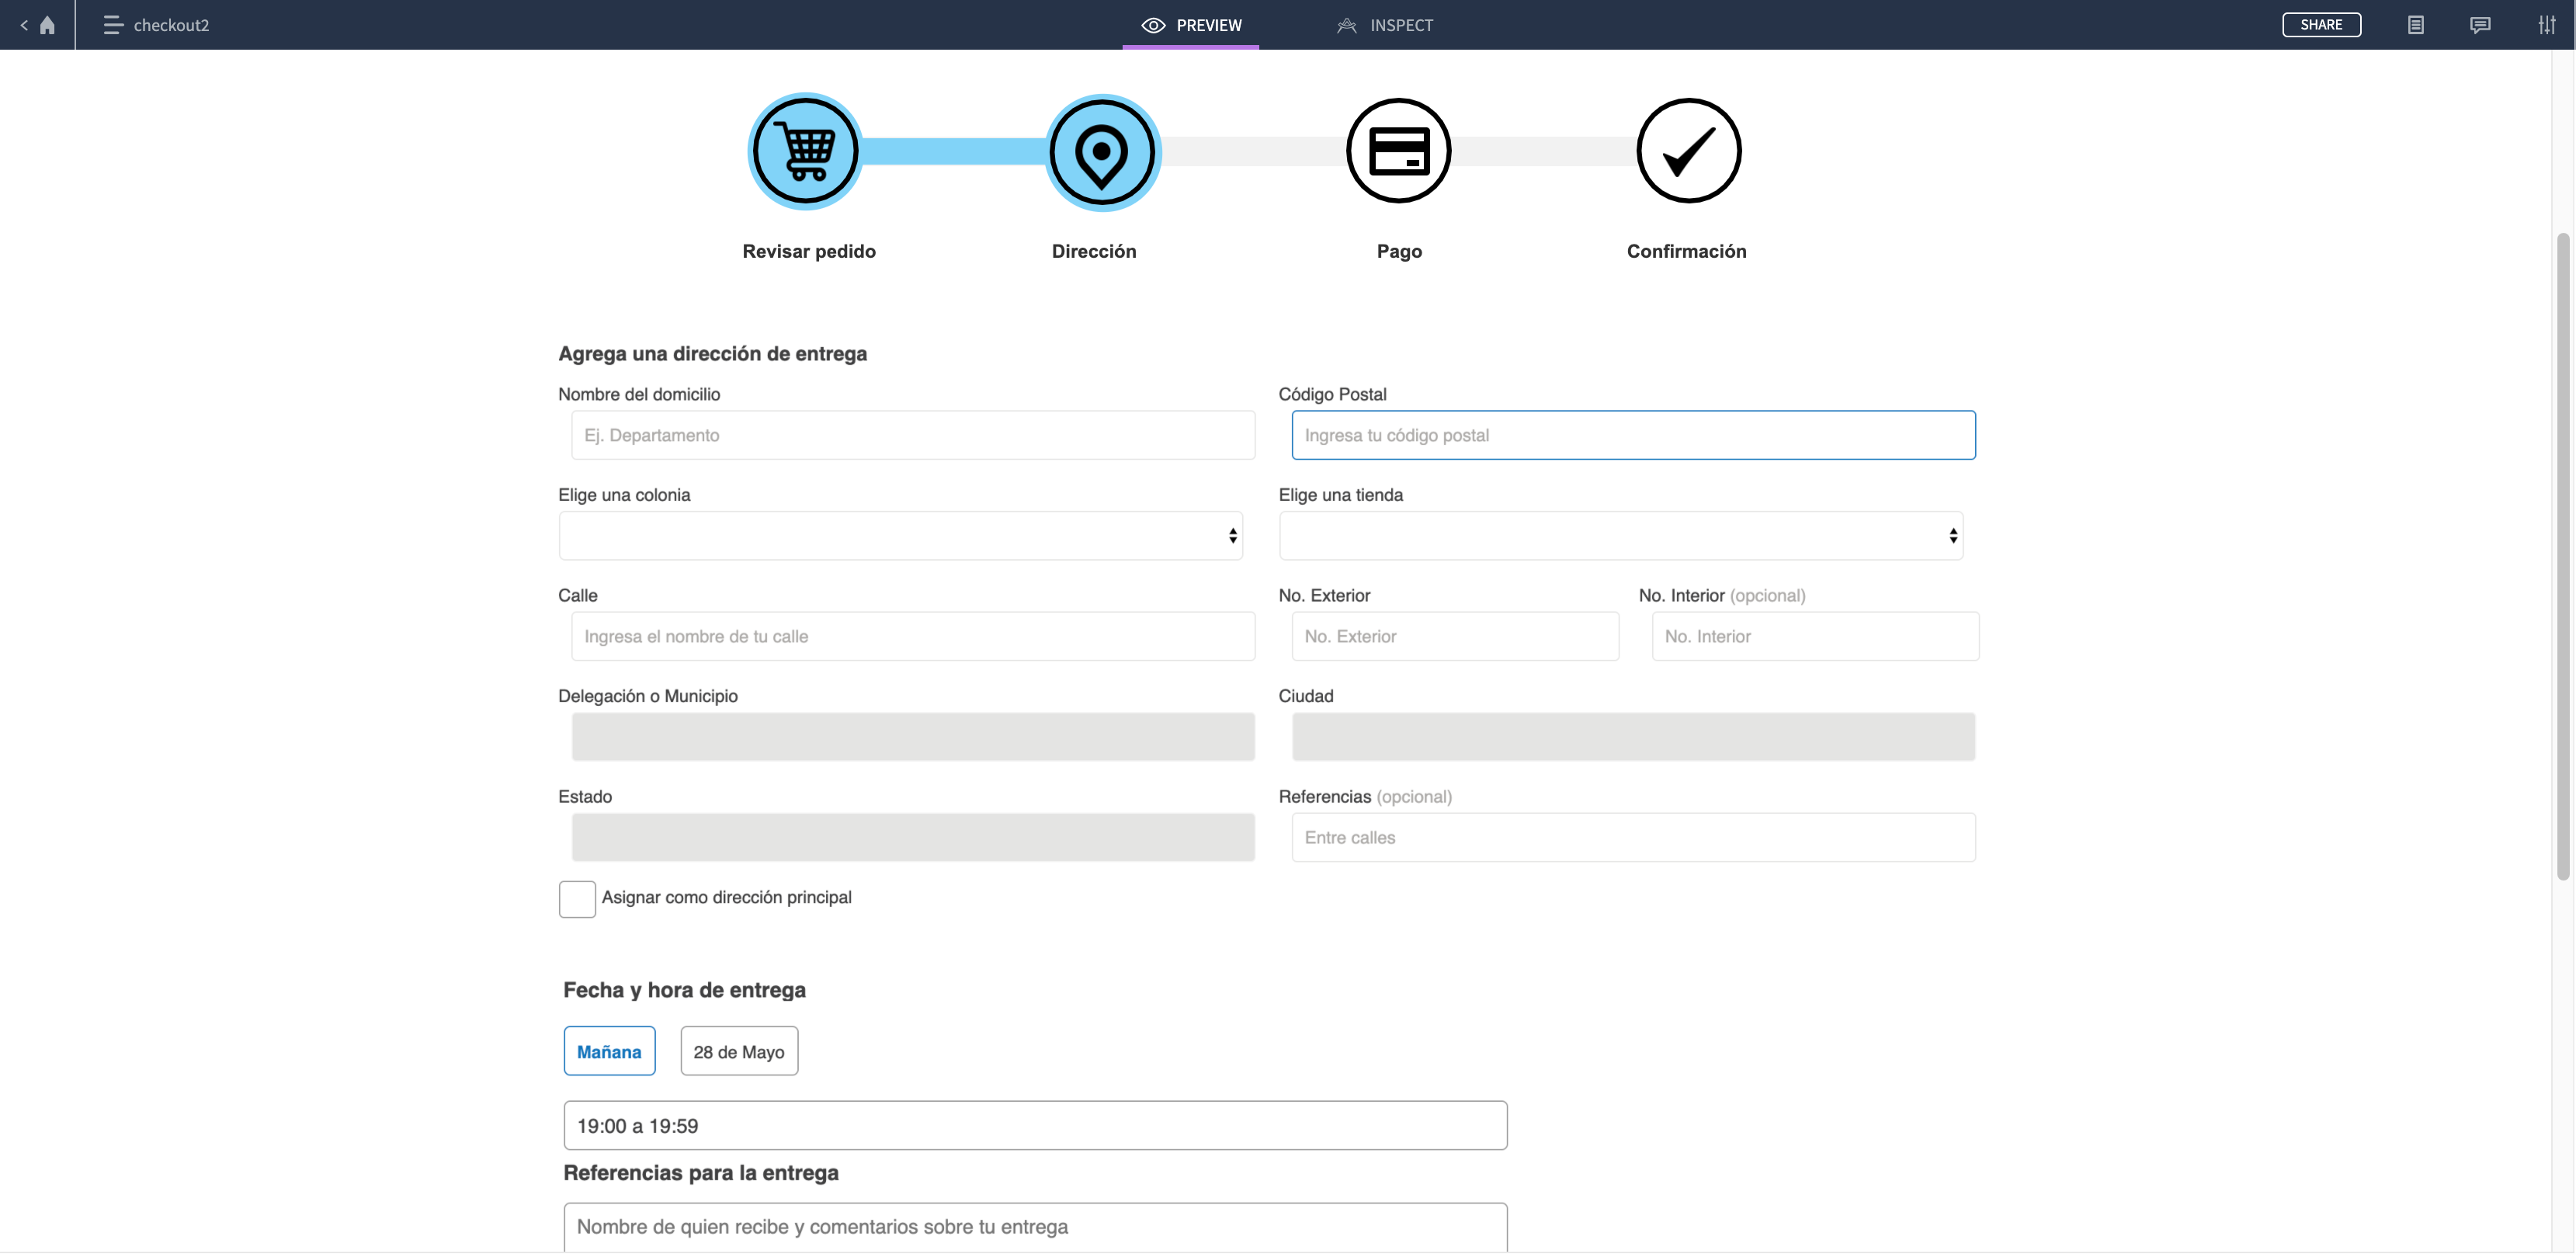 checkout2
PREVIEW
INSPECT
SHARE
Revisar pedido
Dirección
Pago
Confirmación
Agrega una dirección de entrega
Nombre del domicilio
Código Postal
Ej. Departamento
Ingresa tu código postal
Elige una colonia
Elige una tienda
Calle
No. Exterior
No. Interior (opcional)
Ingresa el nombre de tu calle
No. Exterior
No. Interior
Delegación o Municipio
Ciudad
Estado
Referencias (opcional)
Entre calles
Asignar como dirección principal
Fecha y hora de entrega
Mañana
28 de Mayo
19:00 a 19:59
Referencias para la entrega
Nombre de quien recibe y comentarios sobre tu entrega